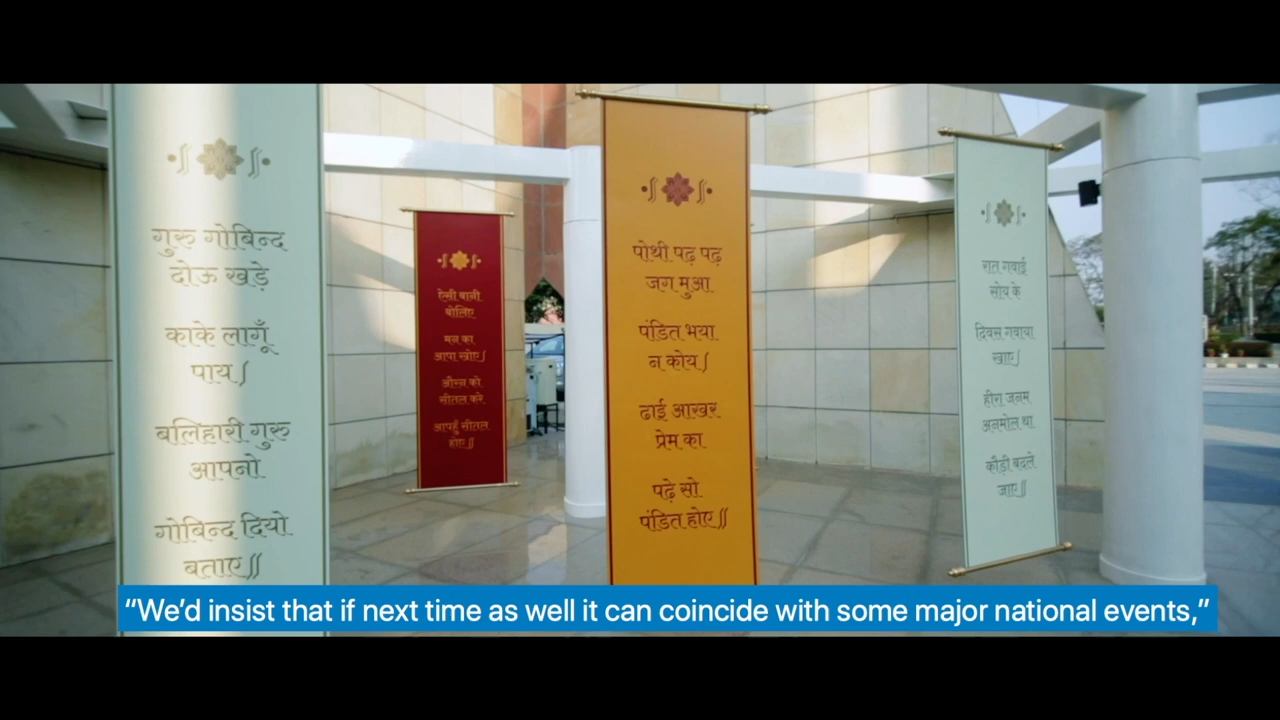 गुरु गोबिन्द
दोऊ खड़े
काके लागूँ
पाय ।
बलिहारी गुरु
आपनो
गोबिन्द दियो
बताए ॥
ऐसी बानी
बोलिए
मन का
आपा खोए ।
औरन को
सीतल करे
आपहुँ सीतल
होए ॥
पोथी पढ़ पढ़
जग मुआ
पंडित भया
न कोय ।
ढाई आखर
प्रेम का
पढ़े सो
पंडित होए ॥
रात गवाई
सोय के
दिवस गवाया
खाए ।
हीरा जनम
अनमोल था
कौड़ी बदले
जाए ॥
“We’d insist that if next time as well it can coincide with some major national events,”